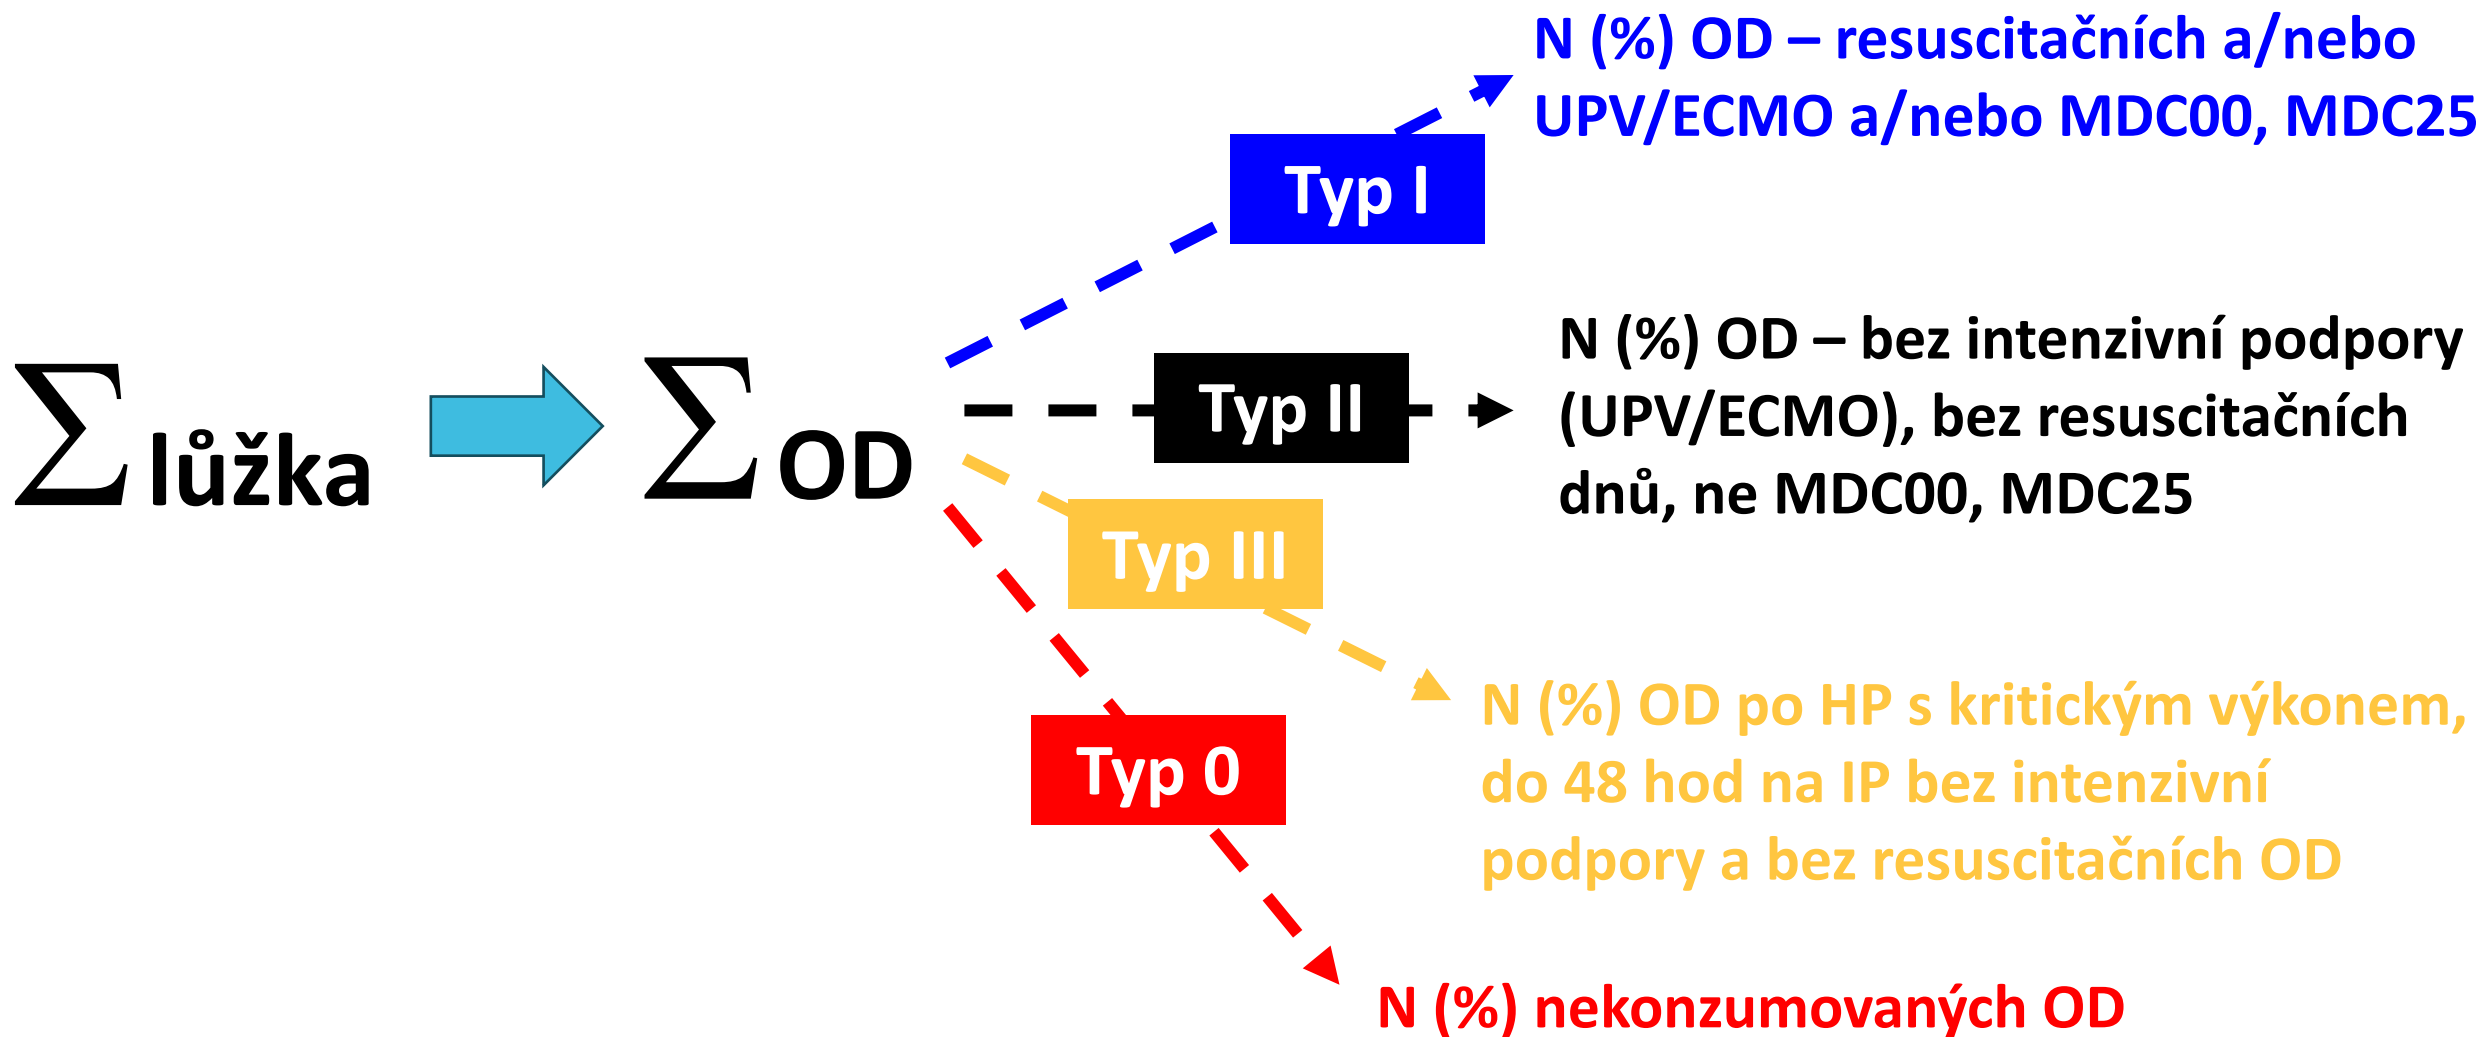 ∑ lůžka
∑ OD
Typ I
N (%) OD – resuscitačních a/nebo
UPV/ECMO a/nebo MDC00, MDC25
Typ II
N (%) OD – bez intenzivní podpory
(UPV/ECMO), bez resuscitačních
dnů, ne MDC00, MDC25
Typ III
N (%) OD po HP s kritickým výkonem,
do 48 hod na IP bez intenzivní
podpory a bez resuscitačních OD
Typ 0
N (%) nekonzumovaných OD